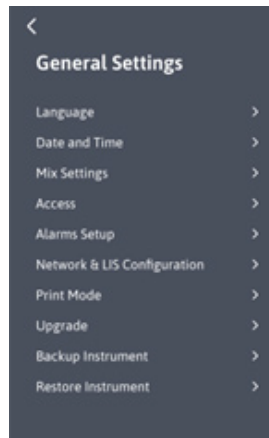 General Settings
Language
Date and Time
Mix Settings
Access
Alarms Setup
Network & LIS Configuration
Print Mode
Upgrade
Backup Instrument
Restore Instrument